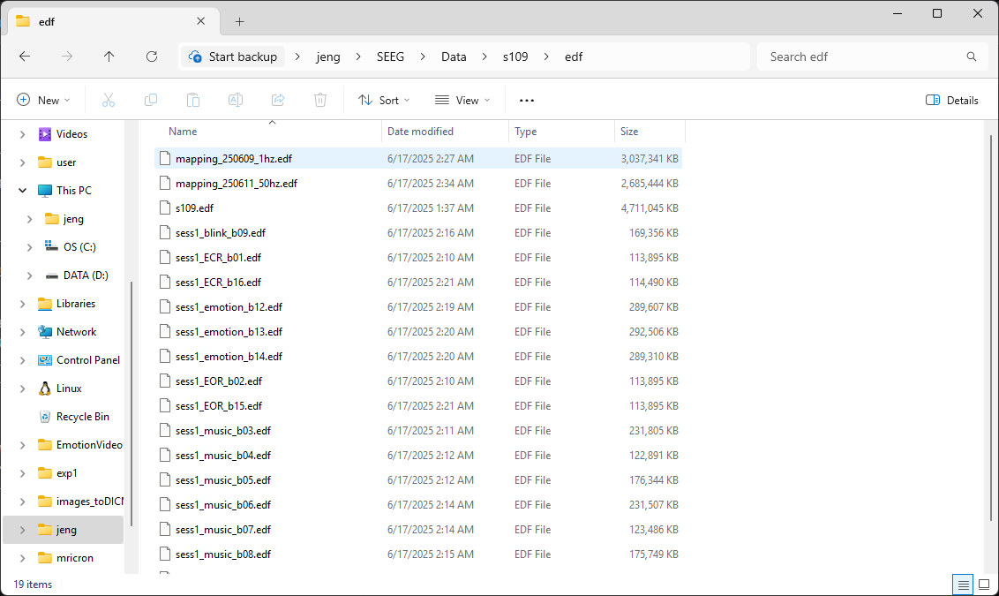 edf
Start backup > jeng > SEEG > Data > s109 > edf
Search edf
New
Sort
View
Details
Videos
user
This PC
jeng
OS (C:)
DATA (D:)
Libraries
Network
Control Panel
Linux
Recycle Bin
EmotionVideo
exp1
images_toDICM
jeng
mricron
Name Date modified Type Size
mapping_250609_1hz.edf 6/17/2025 2:27 AM EDF File 3,037,341 KB
mapping_250611_50hz.edf 6/17/2025 2:34 AM EDF File 2,685,444 KB
s109.edf 6/17/2025 1:37 AM EDF File 4,711,045 KB
sess1_blink_b09.edf 6/17/2025 2:16 AM EDF File 169,356 KB
sess1_ECR_b01.edf 6/17/2025 2:10 AM EDF File 113,895 KB
sess1_ECR_b16.edf 6/17/2025 2:21 AM EDF File 114,490 KB
sess1_emotion_b12.edf 6/17/2025 2:19 AM EDF File 289,607 KB
sess1_emotion_b13.edf 6/17/2025 2:20 AM EDF File 292,506 KB
sess1_emotion_b14.edf 6/17/2025 2:20 AM EDF File 289,310 KB
sess1_EOR_b02.edf 6/17/2025 2:10 AM EDF File 113,895 KB
sess1_EOR_b15.edf 6/17/2025 2:21 AM EDF File 113,895 KB
sess1_music_b03.edf 6/17/2025 2:11 AM EDF File 231,805 KB
sess1_music_b04.edf 6/17/2025 2:12 AM EDF File 122,891 KB
sess1_music_b05.edf 6/17/2025 2:12 AM EDF File 176,344 KB
sess1_music_b06.edf 6/17/2025 2:14 AM EDF File 231,507 KB
sess1_music_b07.edf 6/17/2025 2:14 AM EDF File 123,486 KB
sess1_music_b08.edf 6/17/2025 2:15 AM EDF File 175,749 KB
19 items